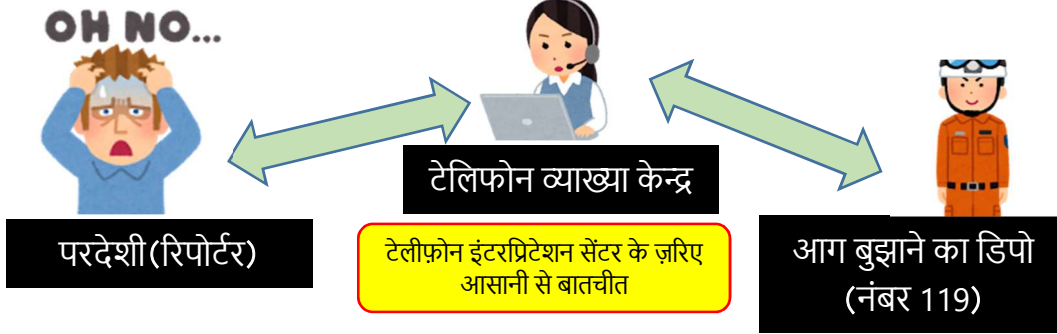 OH NO...
टेलिफोन व्याख्या केन्द्र
परदेशी(रिपोर्टर)
टेलीफ़ोन इंटरप्रिटेशन सेंटर के ज़रिए
आसानी से बातचीत
आग बुझाने का डिपो
(नंबर 119)